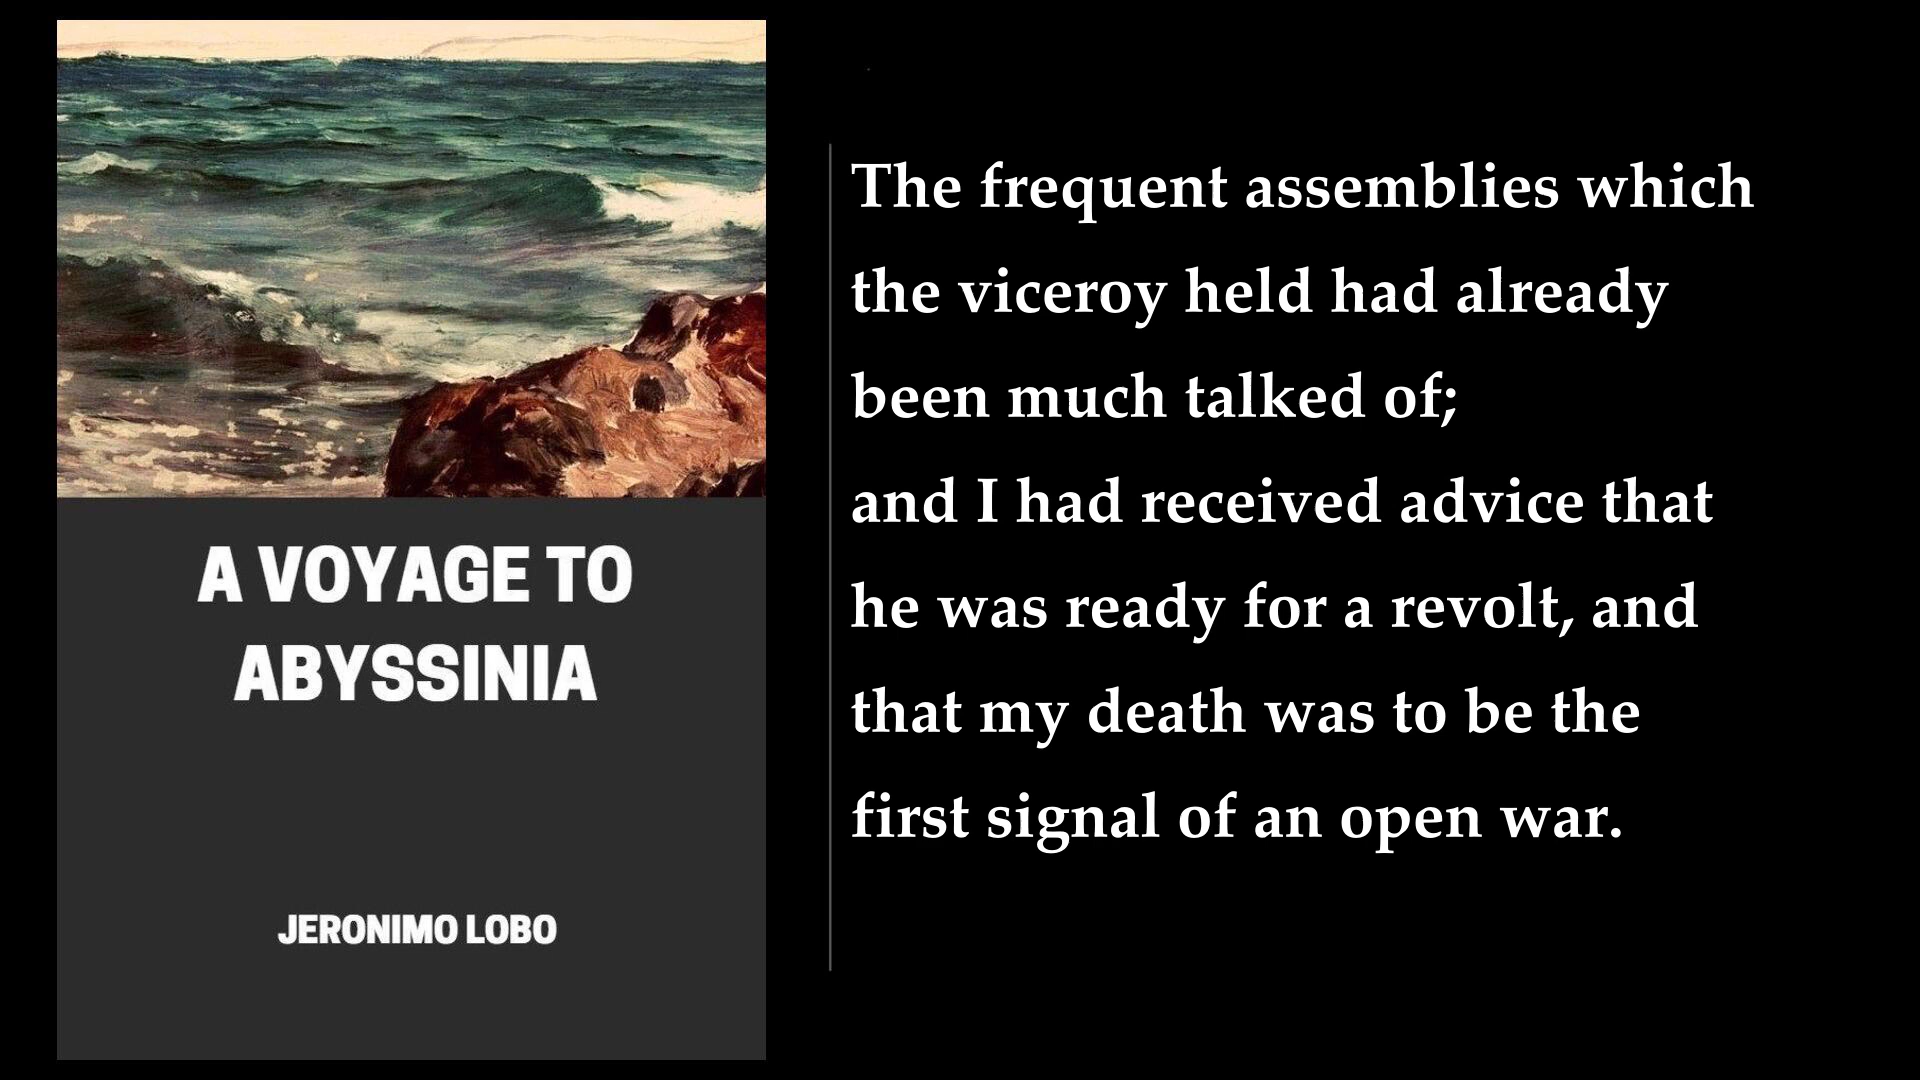 A VOYAGE TO
ABYSSINIA
JERONIMO LOBO
The frequent assemblies which
the viceroy held had already
been much talked of;
and I had received advice that
he was ready for a revolt, and
that my death was to be the
first signal of an open war.